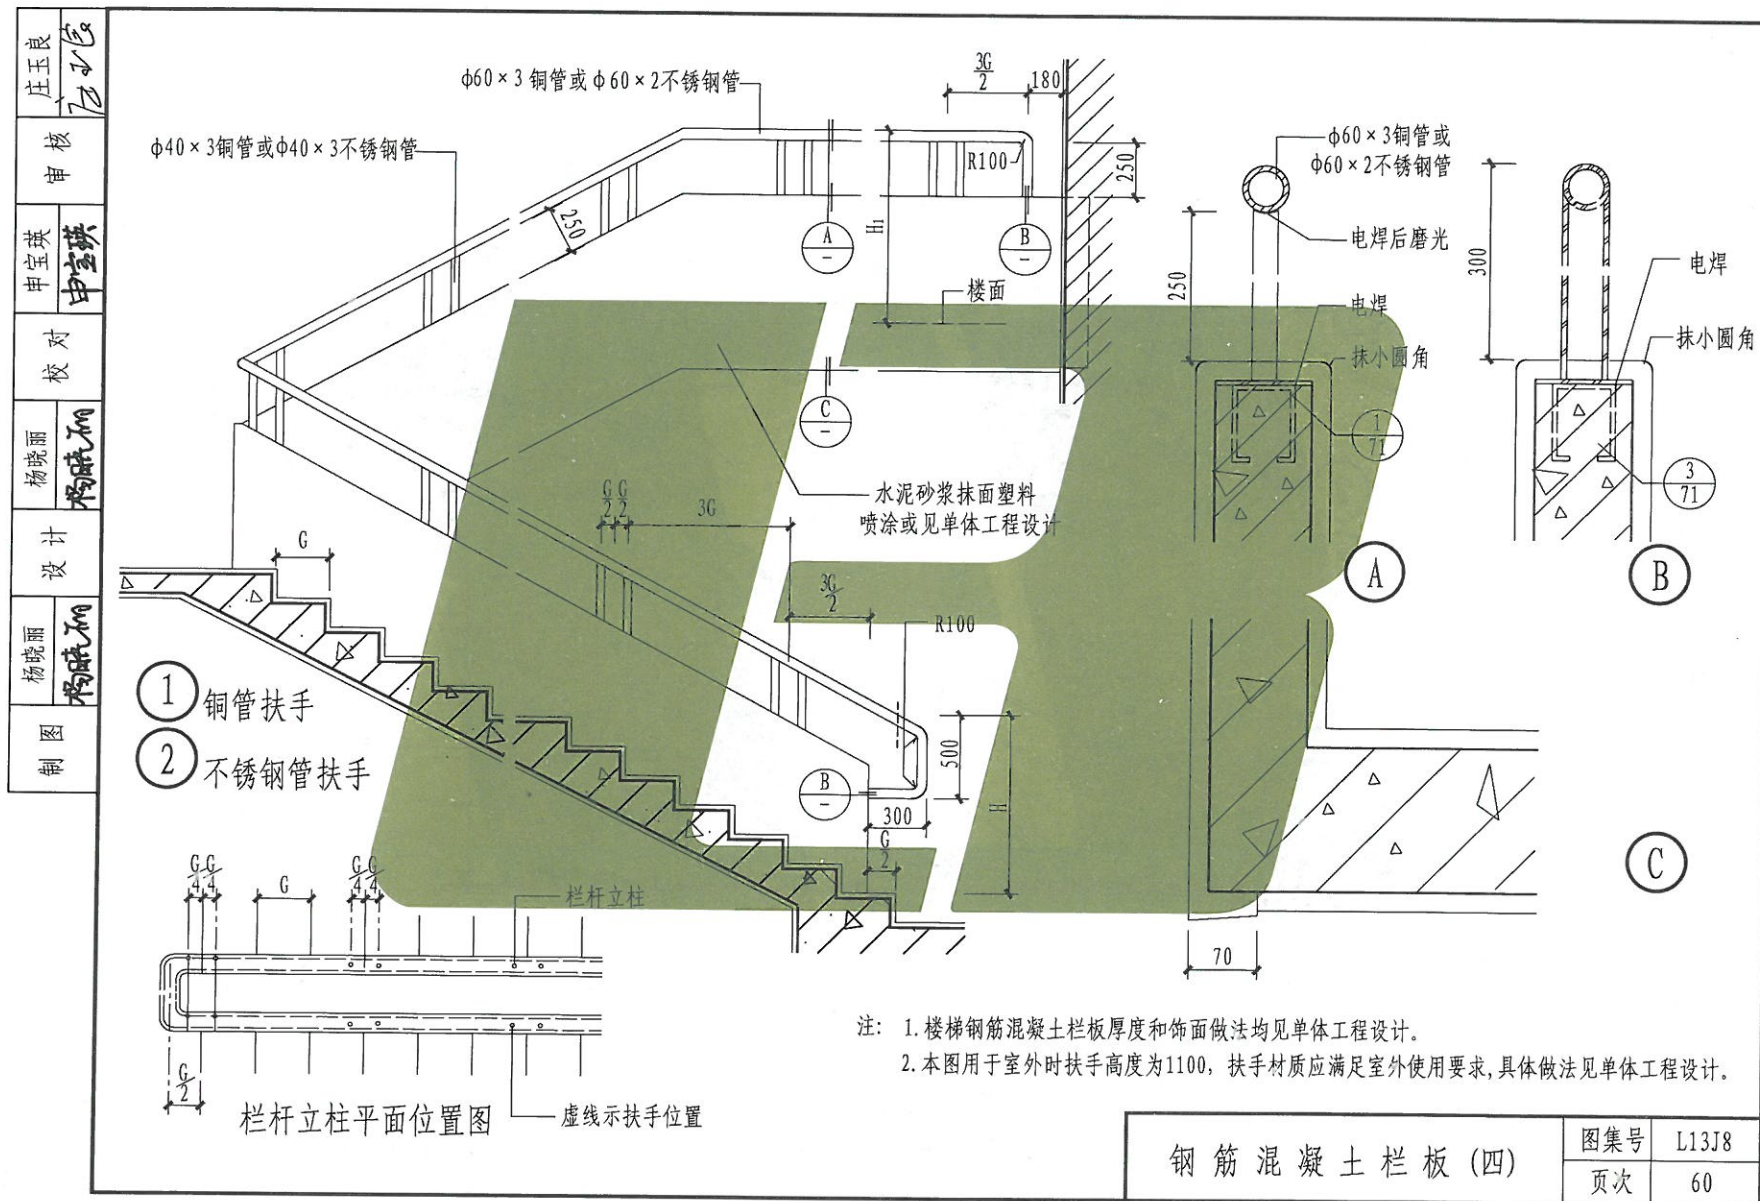 庄玉良
审核
申宝瑛
申宝瑛
校对
杨晓丽
杨晓丽
设计
杨晓丽
杨晓丽
制图
ϕ60×3铜管或ϕ60×2不锈钢管
ϕ40×3铜管或ϕ40×3不锈钢管
3G/2
180
R100
250
250
H₁
A
-
B
-
楼面
C
-
水泥砂浆抹面塑料
喷涂或见单体工程设计
G/2 G/2
3G
G
3G/2
R100
500
H
B
-
300
G/2
1 铜管扶手
2 不锈钢管扶手
ϕ60×3铜管或
ϕ60×2不锈钢管
电焊后磨光
250
电焊
抹小圆角
1
71
A
300
电焊
抹小圆角
3
71
B
C
70
G/4 G/4
G
G/4 G/4
栏杆立柱
G/2
栏杆立柱平面位置图
虚线示扶手位置
注: 1.楼梯钢筋混凝土栏板厚度和饰面做法均见单体工程设计。
2.本图用于室外时扶手高度为1100，扶手材质应满足室外使用要求,具体做法见单体工程设计。
钢筋混凝土栏板(四)
图集号 L13J8
页次 60